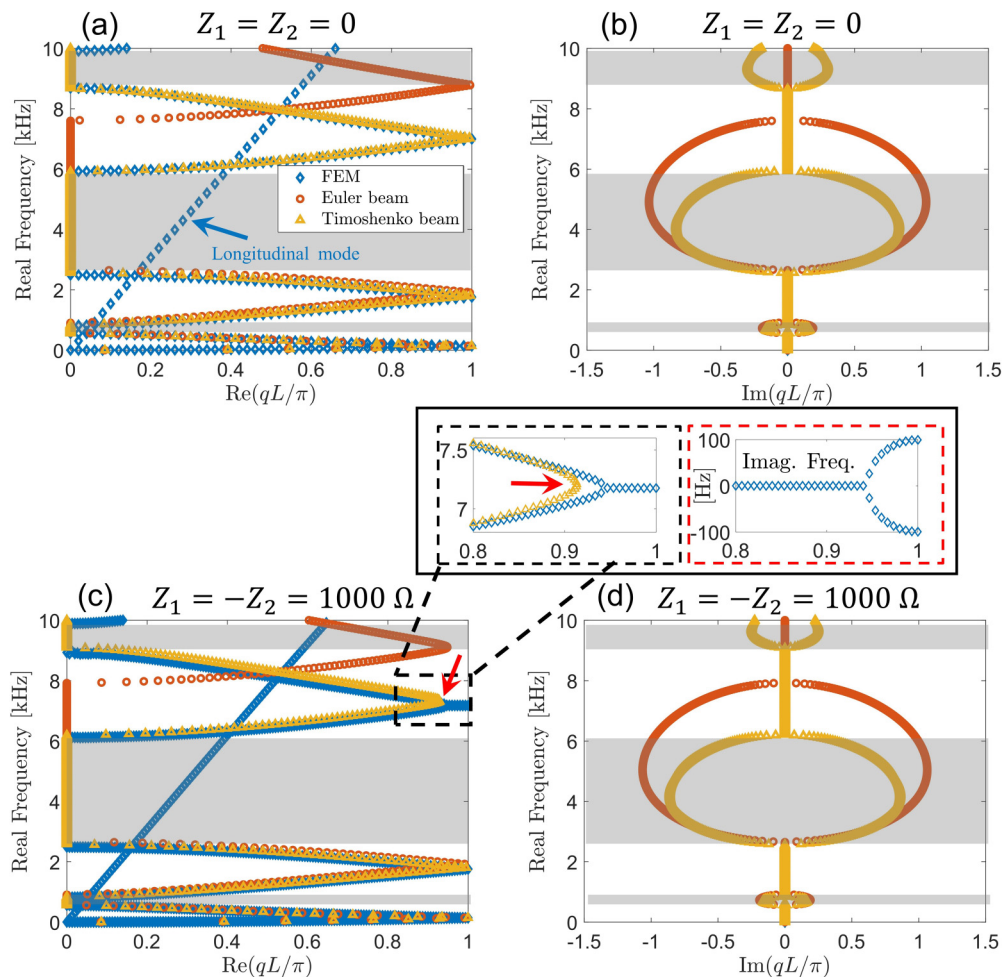 (a) Z₁ = Z₂ = 0
(b) Z₁ = Z₂ = 0
Real Frequency [kHz]
10
8
6
4
2
0
FEM
Euler beam
Timoshenko beam
Longitudinal mode
0 0.2 0.4 0.6 0.8 1
Re(qL/π)
Real Frequency [kHz]
10
8
6
4
2
0
-1.5 -1 -0.5 0 0.5 1 1.5
Im(qL/π)
7.5
7
0.8 0.9 1
Imag. Freq.
[Hz]
100
0
-100
0.8 0.9 1
(c) Z₁ = −Z₂ = 1000 Ω
(d) Z₁ = −Z₂ = 1000 Ω
Real Frequency [kHz]
10
8
6
4
2
0
0 0.2 0.4 0.6 0.8 1
Re(qL/π)
Real Frequency [kHz]
10
8
6
4
2
0
-1.5 -1 -0.5 0 0.5 1 1.5
Im(qL/π)